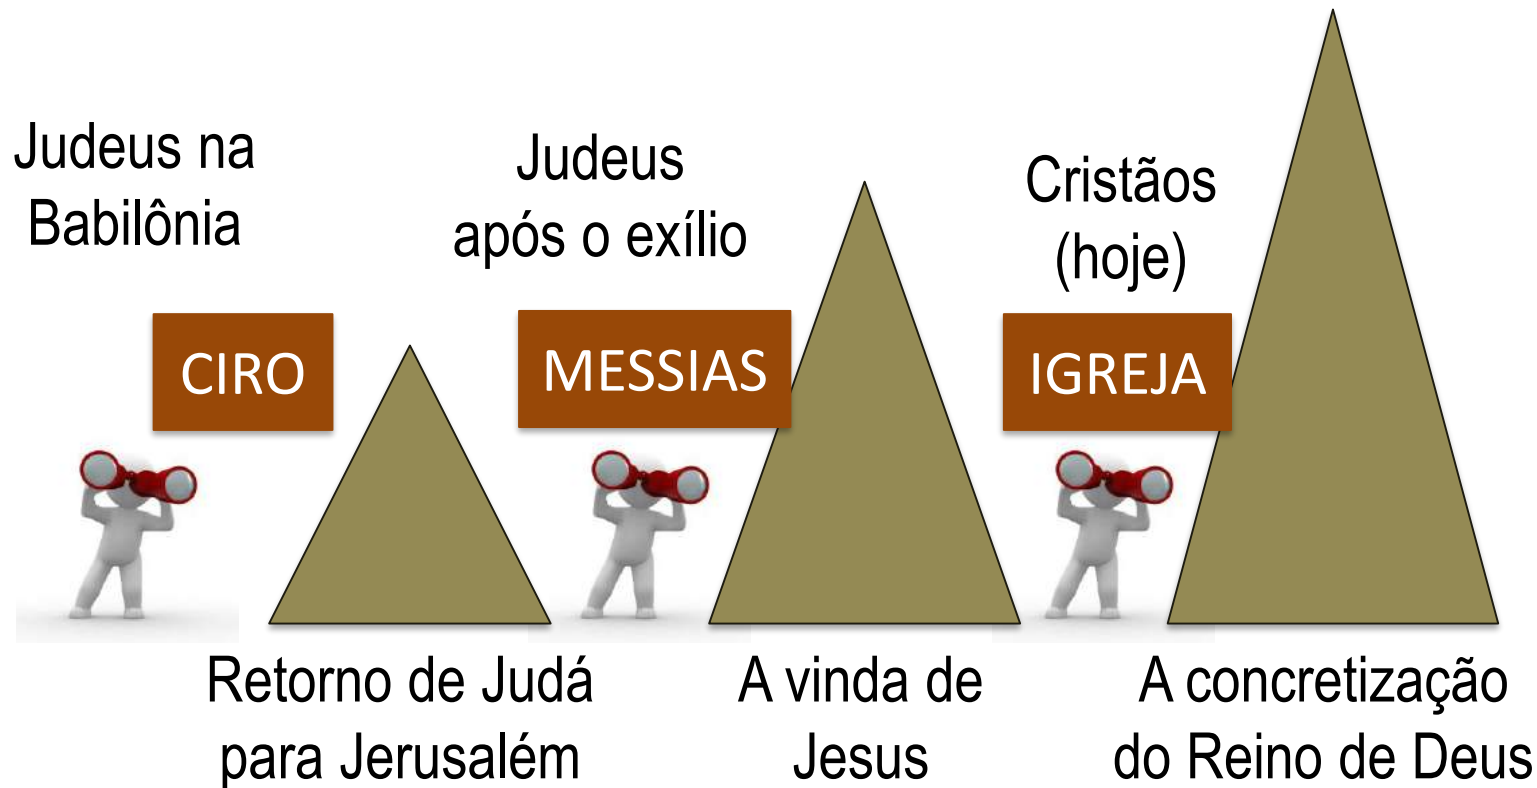 Judeus na
Babilônia
CIRO
Retorno de Judá
para Jerusalém
Judeus
após o exílio
MESSIAS
A vinda de
Jesus
Cristãos
(hoje)
IGREJA
A concretização
do Reino de Deus